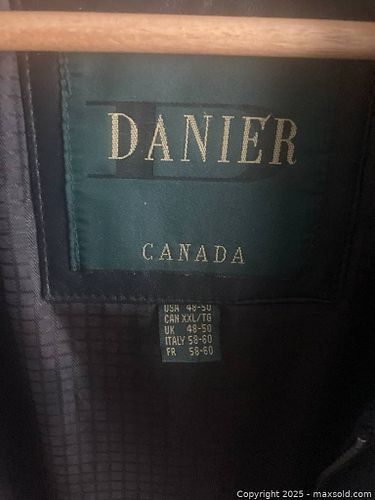 DANIER
CANADA
USA 48-50
CAN XXL/TG
UK 48-50
ITALY 58-60
FR 58-60
Copyright © 2025 - maxsold.com